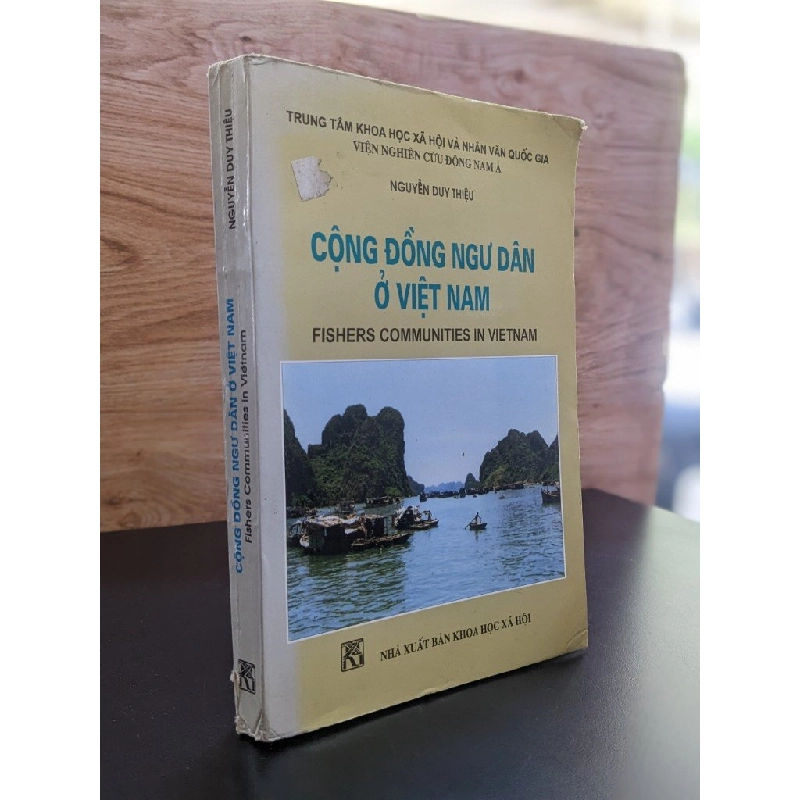 TRUNG TÂM KHOA HỌC XÃ HỘI VÀ NHÂN VĂN QUỐC GIA
VIỆN NGHIÊN CỨU ĐÔNG NAM Á
NGUYỄN DUY THIỆU
CỘNG ĐỒNG NGƯ DÂN
Ở VIỆT NAM
FISHERS COMMUNITIES IN VIETNAM
NHÀ XUẤT BẢN KHOA HỌC XÃ HỘI
NGUYỄN DUY THIỆU
CỘNG ĐỒNG NGƯ DÂN Ở VIỆT NAM
Fishers Communities in Vietnam